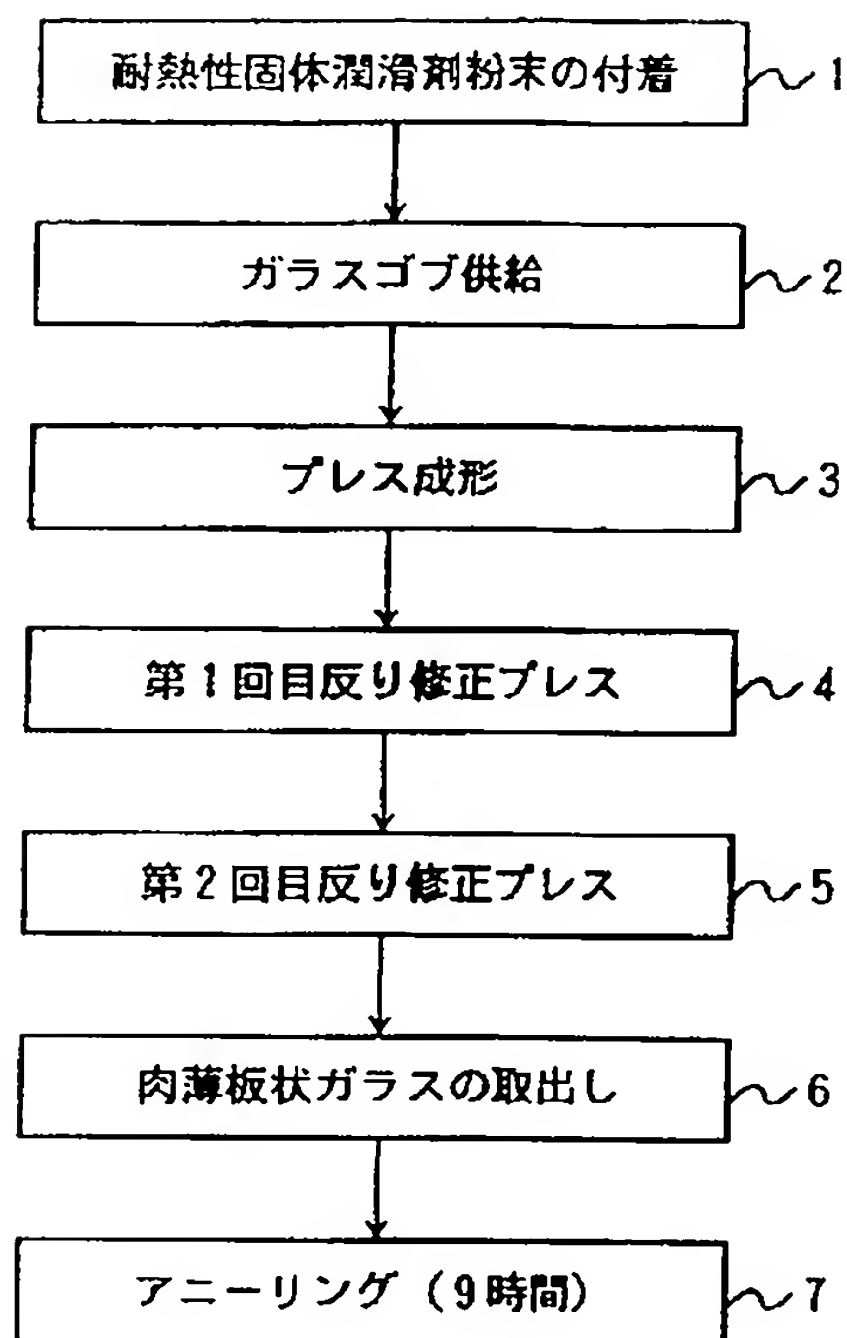 耐熱性固体潤滑剤粉末の付着 1
ガラスゴブ供給 2
プレス成形 3
第1回目反り修正プレス 4
第2回目反り修正プレス 5
肉薄板状ガラスの取出し 6
アニーリング(9時間) 7